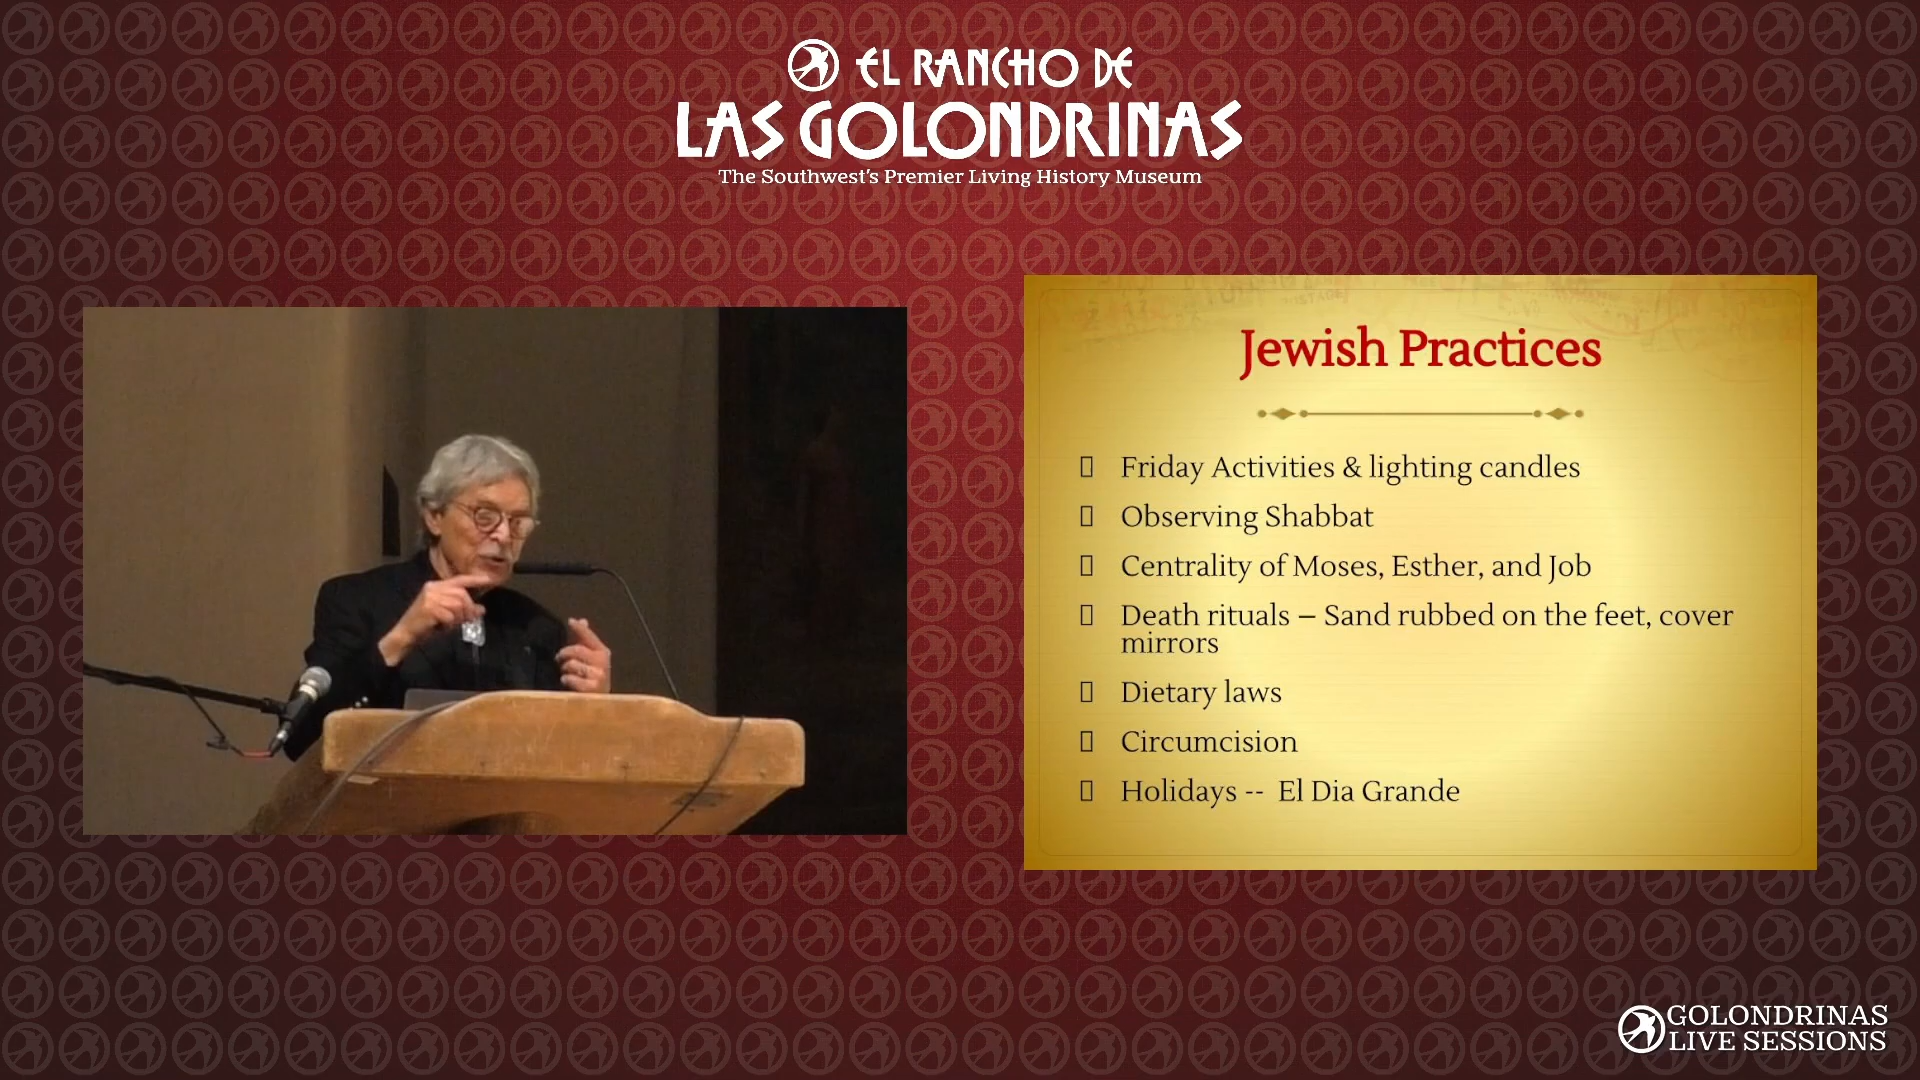 EL RANCHO DE
LAS GOLONDRINAS
The Southwest's Premier Living History Museum
Jewish Practices
Friday Activities & lighting candles
Observing Shabbat
Centrality of Moses, Esther, and Job
Death rituals – Sand rubbed on the feet, cover
mirrors
Dietary laws
Circumcision
Holidays -- El Dia Grande
GOLONDRINAS
LIVE SESSIONS